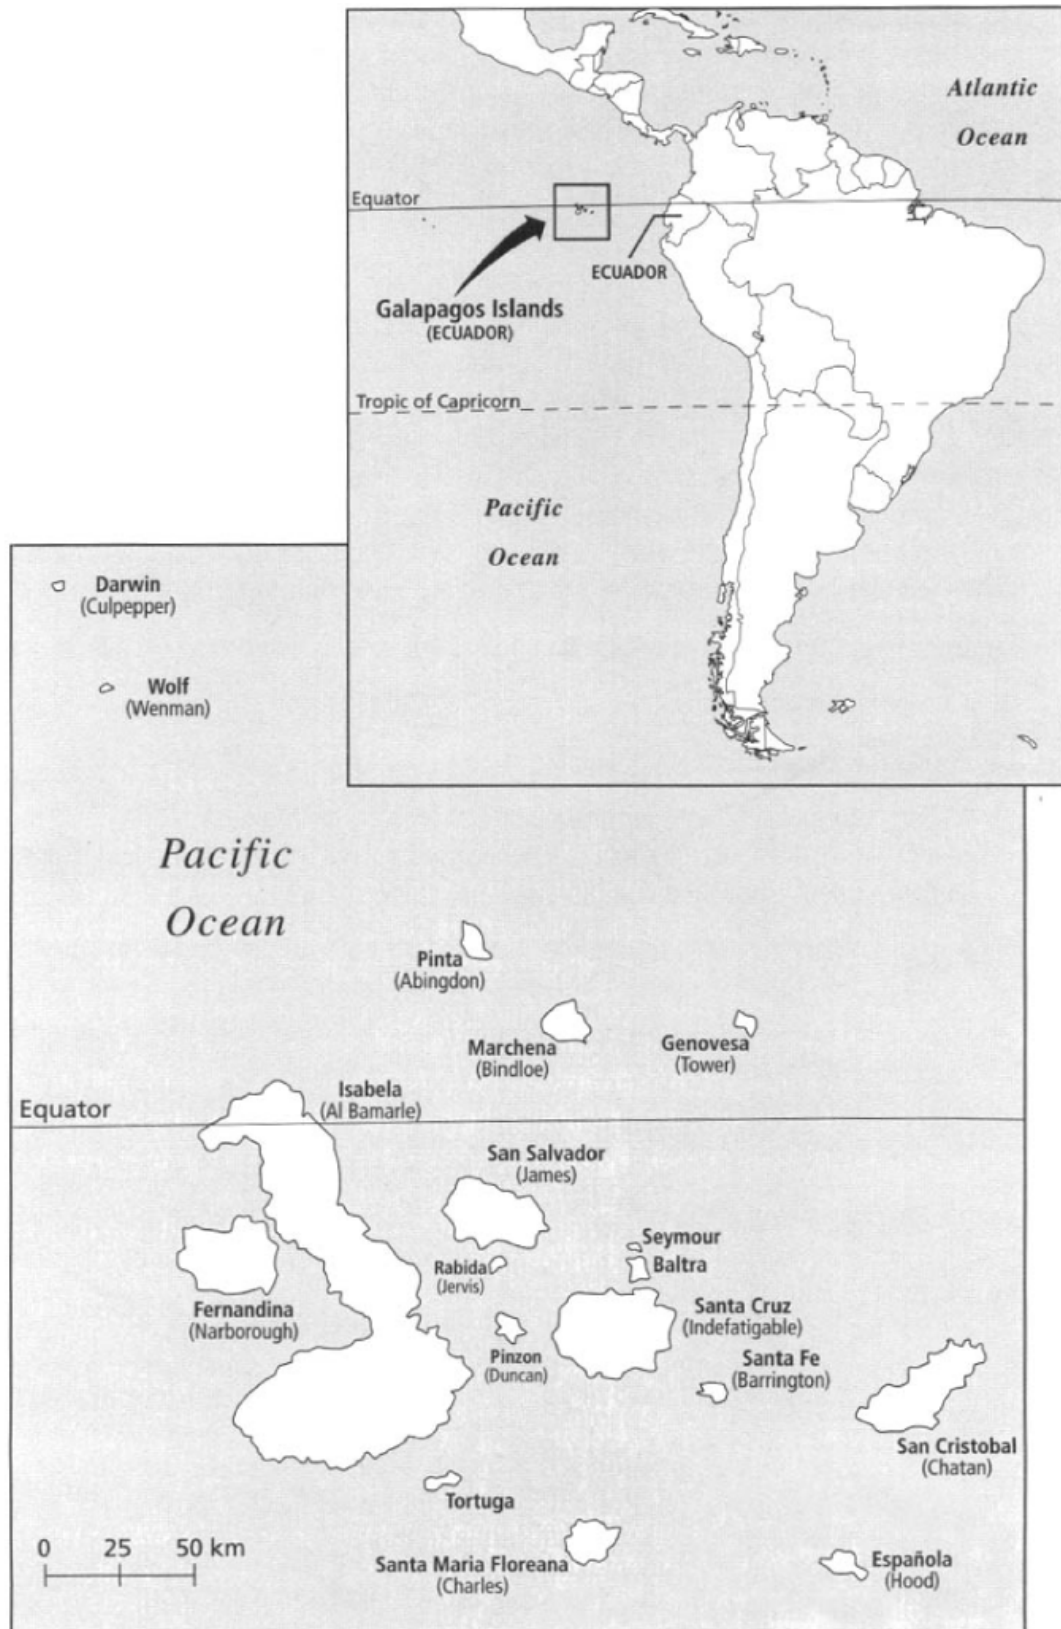 Atlantic
Ocean
Equator
ECUADOR
Galapagos Islands
(ECUADOR)
Tropic of Capricorn
Pacific
Ocean
Darwin
(Culpepper)
Wolf
(Wenman)
Pacific
Ocean
Pinta
(Abingdon)
Marchena
(Bindloe)
Genovesa
(Tower)
Isabela
(Al Bamarle)
Equator
San Salvador
(James)
Seymour
Baltra
Rabida
(Jervis)
Fernandina
(Narborough)
Santa Cruz
(Indefatigable)
Pinzon
(Duncan)
Santa Fe
(Barrington)
San Cristobal
(Chatan)
Tortuga
0 25 50 km
Santa Maria Floreana
(Charles)
Española
(Hood)